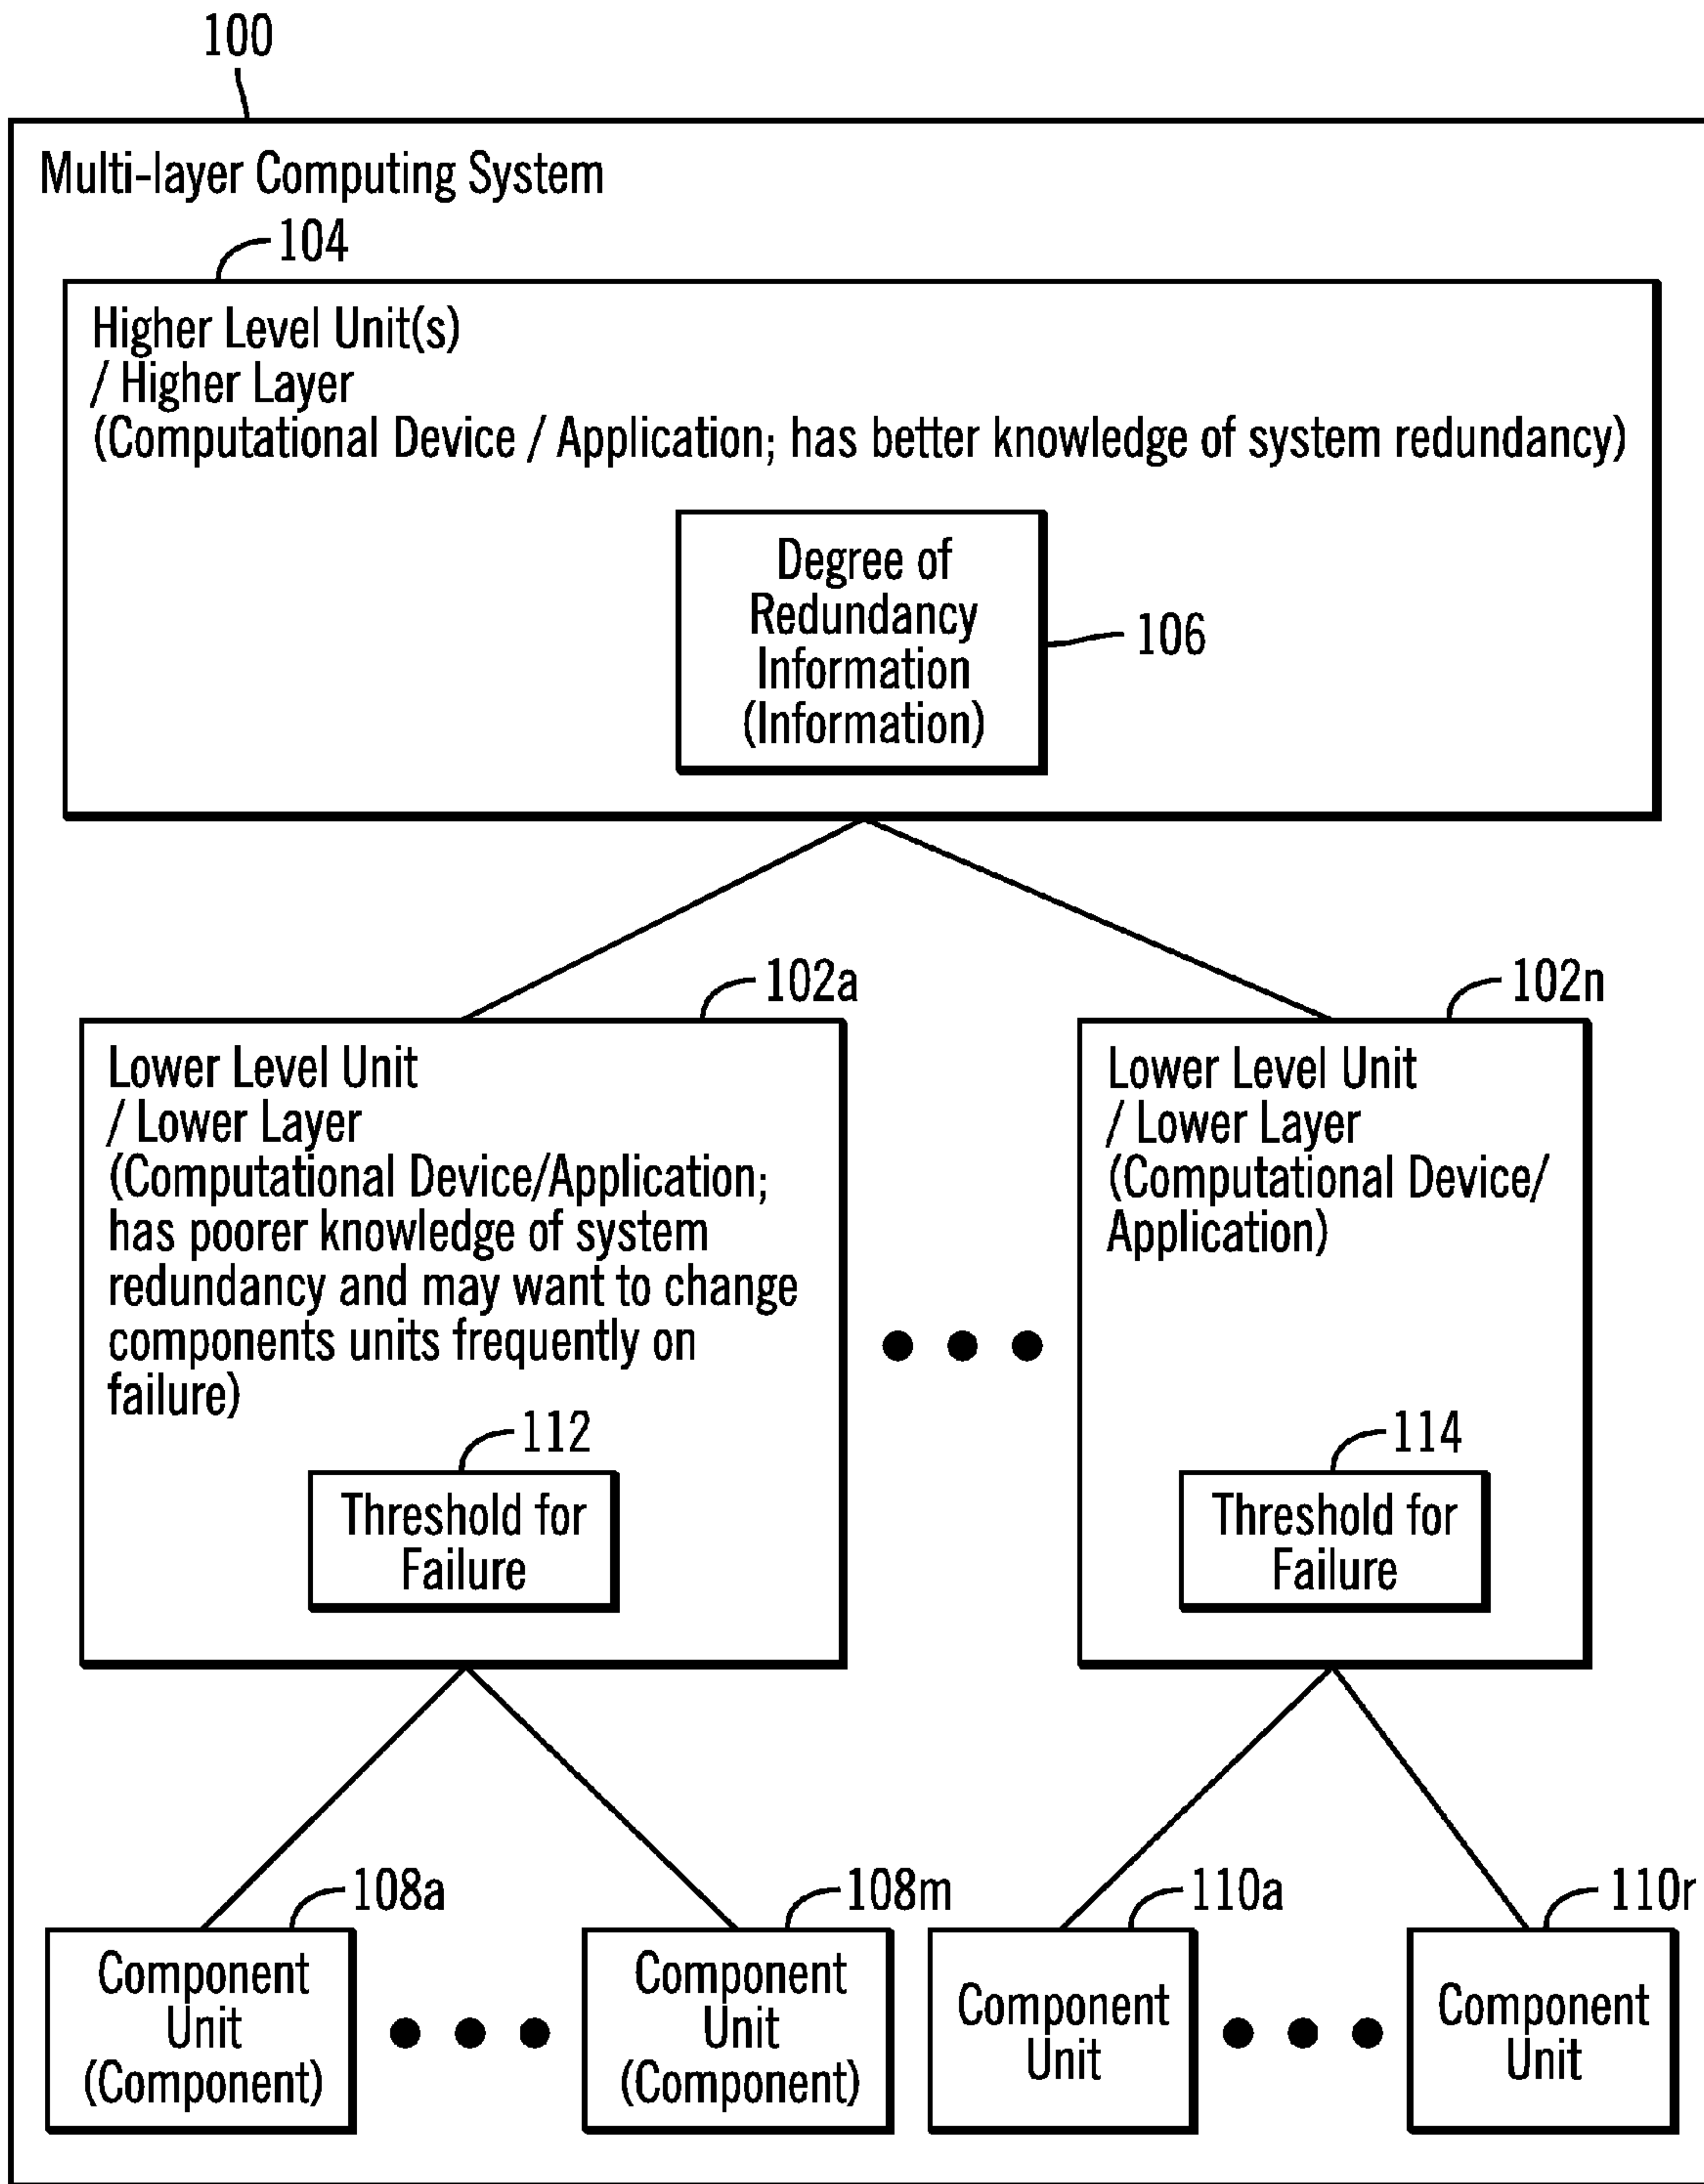 100
Multi-layer Computing System
104
Higher Level Unit(s)
/ Higher Layer
(Computational Device / Application; has better knowledge of system redundancy)
Degree of
Redundancy
Information
(Information)
106
102a
Lower Level Unit
/ Lower Layer
(Computational Device/Application;
has poorer knowledge of system
redundancy and may want to change
components units frequently on
failure)
112
Threshold for
Failure
102n
Lower Level Unit
/ Lower Layer
(Computational Device/
Application)
114
Threshold for
Failure
108a
Component
Unit
(Component)
108m
Component
Unit
(Component)
110a
Component
Unit
110r
Component
Unit